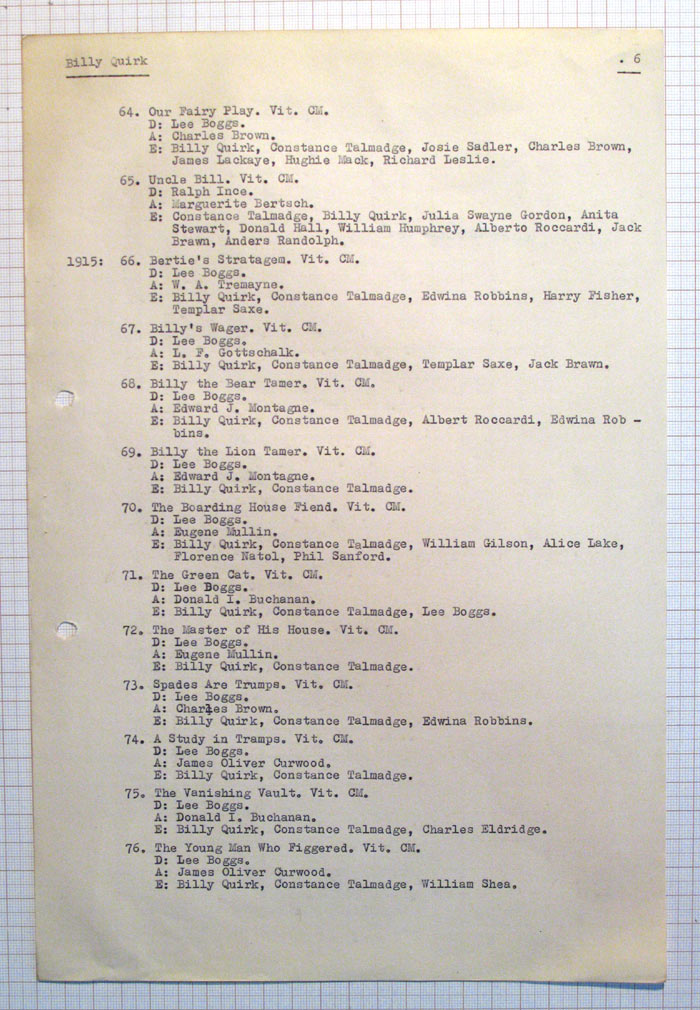 Billy Quirk . 6
64. Our Fairy Play. Vit. CM.
D: Lee Boggs.
A: Charles Brown.
E: Billy Quirk, Constance Talmadge, Josie Sadler, Charles Brown,
James Lackaye, Hughie Mack, Richard Leslie.
65. Uncle Bill. Vit. CM.
D: Ralph Ince.
A: Marguerite Bertsch.
E: Constance Talmadge, Billy Quirk, Julia Swayne Gordon, Anita
Stewart, Donald Hall, William Humphrey, Alberto Roccardi, Jack
Brawn, Anders Randolph.
1915: 66. Bertie's Stratagem. Vit. CM.
D: Lee Boggs.
A: W. A. Tremayne.
E: Billy Quirk, Constance Talmadge, Edwina Robbins, Harry Fisher,
Templar Saxe.
67. Billy's Wager. Vit. CM.
D: Lee Boggs.
A: L. F. Gottschalk.
E: Billy Quirk, Constance Talmadge, Templar Saxe, Jack Brawn.
68. Billy the Bear Tamer. Vit. CM.
D: Lee Boggs.
A: Edward J. Montagne.
E: Billy Quirk, Constance Talmadge, Albert Roccardi, Edwina Rob -
bins.
69. Billy the Lion Tamer. Vit. CM.
D: Lee Boggs.
A: Edward J. Montagne.
E: Billy Quirk, Constance Talmadge.
70. The Boarding House Fiend. Vit. CM.
D: Lee Boggs.
A: Eugene Mullin.
E: Billy Quirk, Constance Talmadge, William Gilson, Alice Lake,
Florence Natol, Phil Sanford.
71. The Green Cat. Vit. CM.
D: Lee Boggs.
A: Donald I. Buchanan.
E: Billy Quirk, Constance Talmadge, Lee Boggs.
72. The Master of His House. Vit. CM.
D: Lee Boggs.
A: Eugene Mullin.
E: Billy Quirk, Constance Talmadge.
73. Spades Are Trumps. Vit. CM.
D: Lee Boggs.
A: Charles Brown.
E: Billy Quirk, Constance Talmadge, Edwina Robbins.
74. A Study in Tramps. Vit. CM.
D: Lee Boggs.
A: James Oliver Curwood.
E: Billy Quirk, Constance Talmadge.
75. The Vanishing Vault. Vit. CM.
D: Lee Boggs.
A: Donald I. Buchanan.
E: Billy Quirk, Constance Talmadge, Charles Eldridge.
76. The Young Man Who Figgered. Vit. CM.
D: Lee Boggs.
A: James Oliver Curwood.
E: Billy Quirk, Constance Talmadge, William Shea.